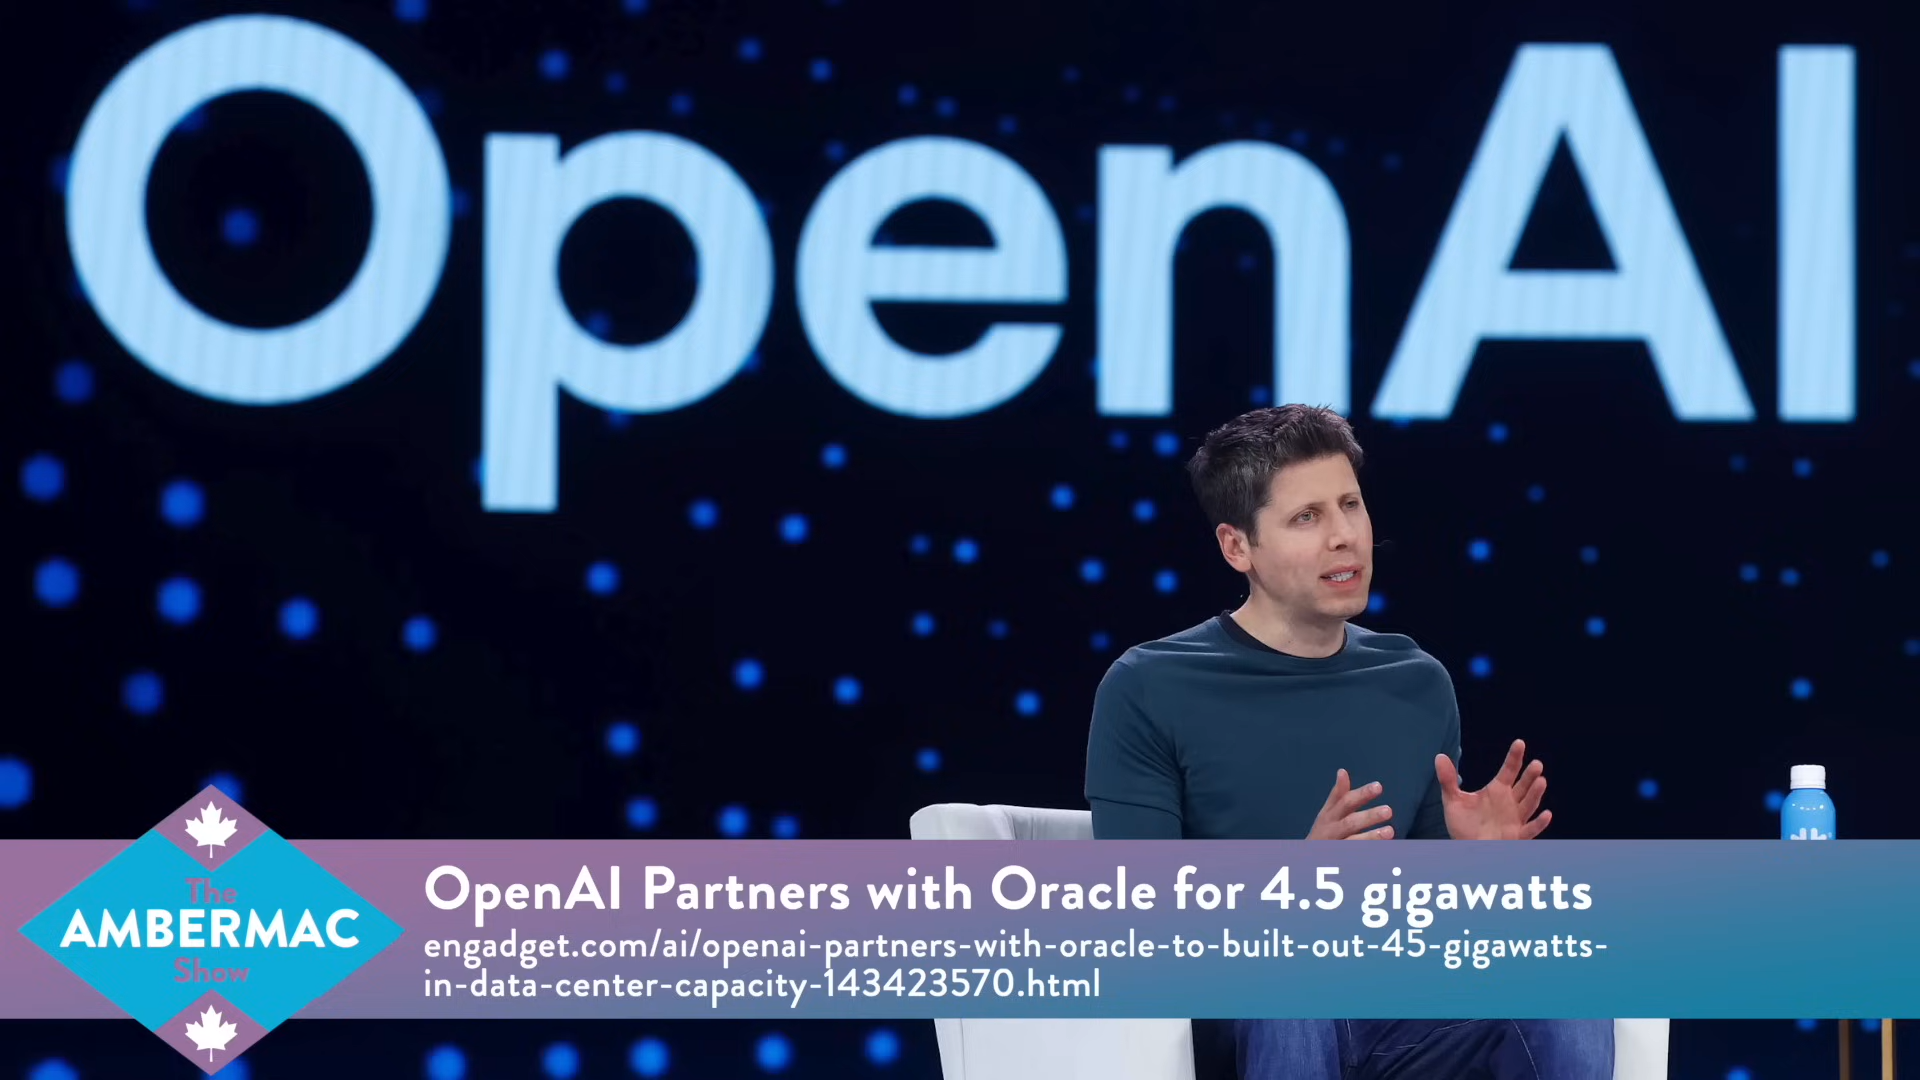 OpenAI
The
AMBERMAC
Show
OpenAI Partners with Oracle for 4.5 gigawatts
engadget.com/ai/openai-partners-with-oracle-to-built-out-45-gigawatts-
in-data-center-capacity-143423570.html